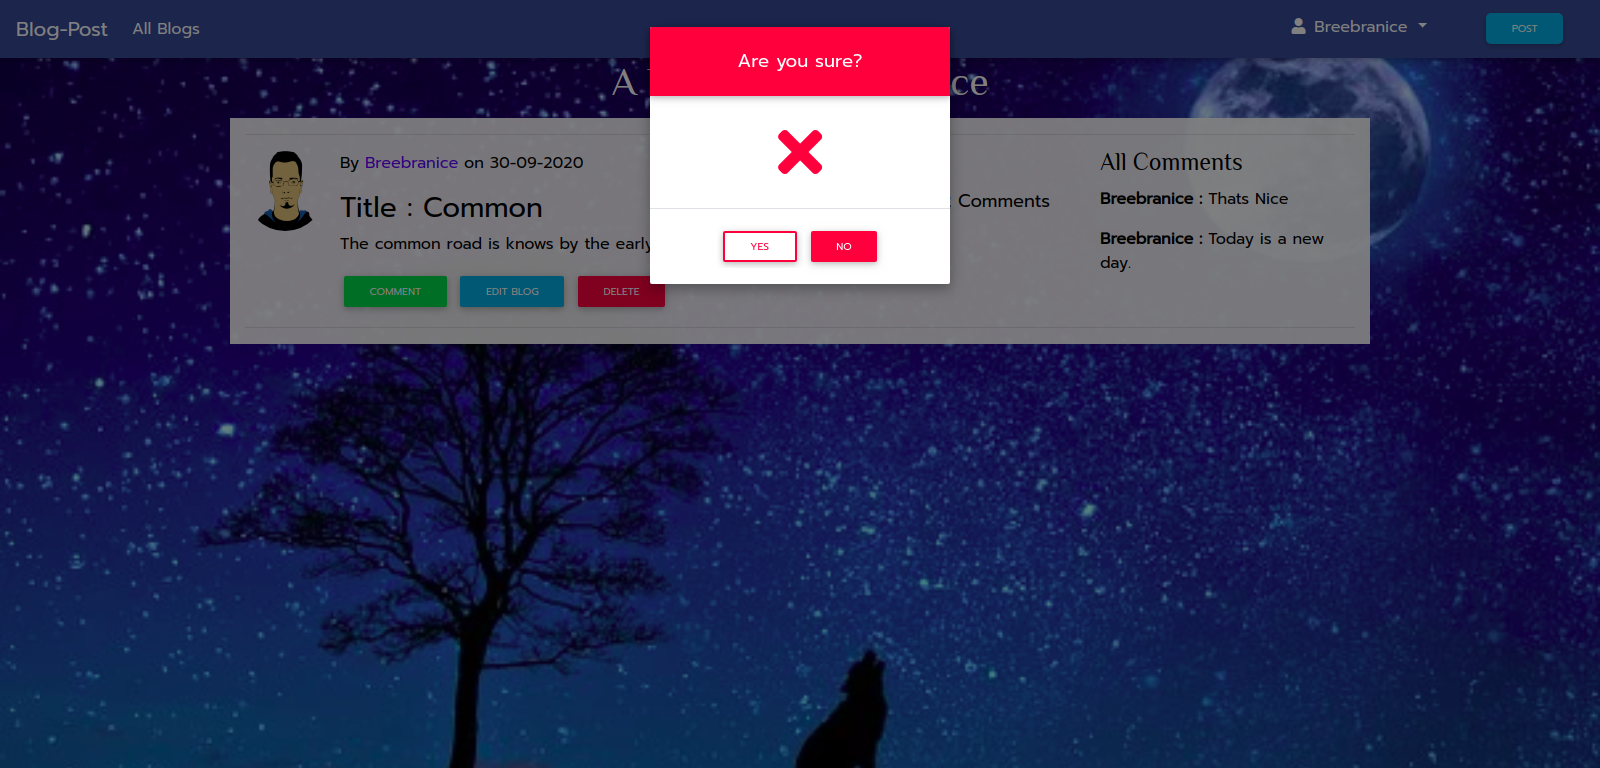 Blog-Post All Blogs Breebranice POST
Are you sure?
A ce
By Breebranice on 30-09-2020
Title : Common
The common road is knows by the early
Comments
All Comments
Breebranice : Thats Nice
Breebranice : Today is a new
day.
YES NO
COMMENT EDIT BLOG DELETE